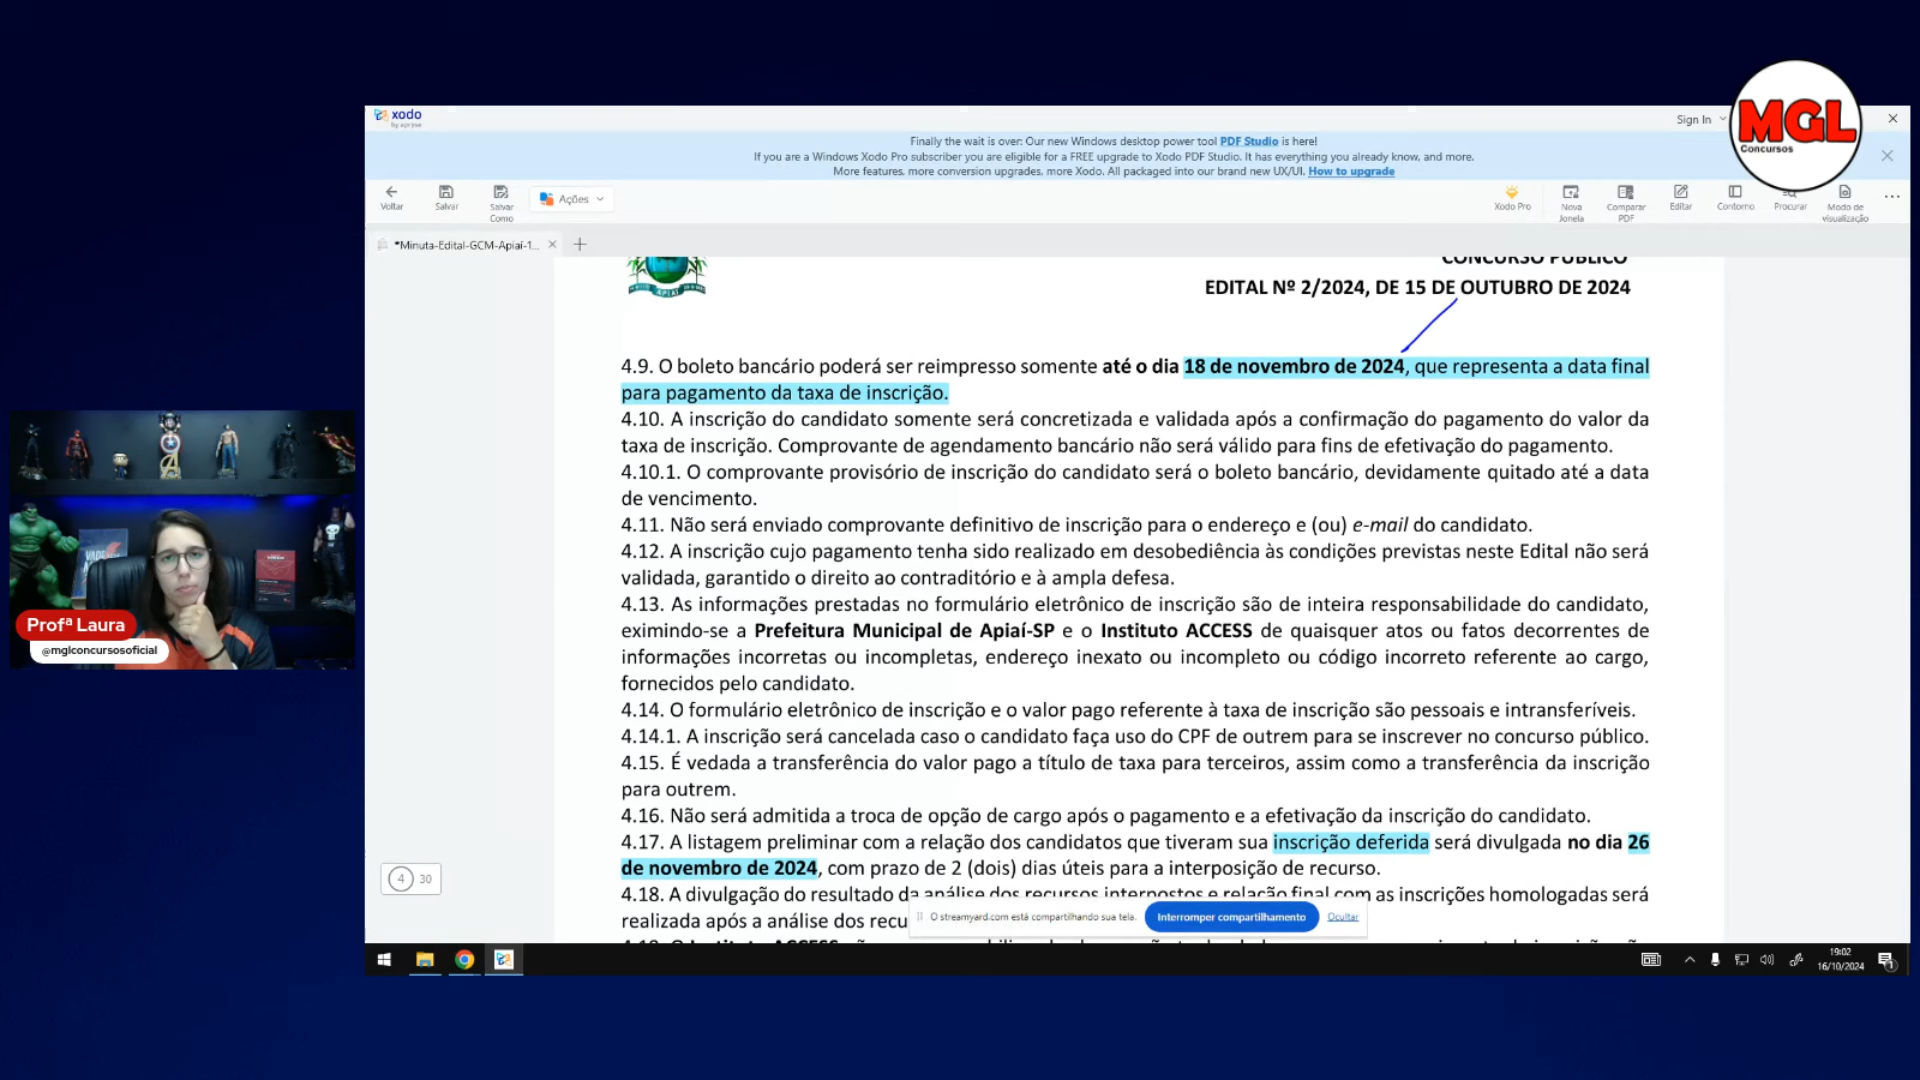 MGL
Concursos
xodo
by apryse
Sign In
Finally the wait is over: Our new Windows desktop power tool PDF Studio is here!
If you are a Windows Xodo Pro subscriber you are eligible for a FREE upgrade to Xodo PDF Studio. It has everything you already know, and more.
More features, more conversion upgrades, more Xodo. All packaged into our brand new UX/UI. How to upgrade
Voltar
Salvar
Salvar Como
Ações
Xodo Pro
Nova Janela
Comparar PDF
Editar
Contorno
Procurar
Modo de visualização
*Minuta-Edital-GCM-Apiaí-1...
APIAÍ
CONCURSO PÚBLICO
EDITAL Nº 2/2024, DE 15 DE OUTUBRO DE 2024
4.9. O boleto bancário poderá ser reimpresso somente até o dia 18 de novembro de 2024, que representa a data final
para pagamento da taxa de inscrição.
4.10. A inscrição do candidato somente será concretizada e validada após a confirmação do pagamento do valor da
taxa de inscrição. Comprovante de agendamento bancário não será válido para fins de efetivação do pagamento.
4.10.1. O comprovante provisório de inscrição do candidato será o boleto bancário, devidamente quitado até a data
de vencimento.
4.11. Não será enviado comprovante definitivo de inscrição para o endereço e (ou) e-mail do candidato.
4.12. A inscrição cujo pagamento tenha sido realizado em desobediência às condições previstas neste Edital não será
validada, garantido o direito ao contraditório e à ampla defesa.
4.13. As informações prestadas no formulário eletrônico de inscrição são de inteira responsabilidade do candidato,
eximindo-se a Prefeitura Municipal de Apiaí-SP e o Instituto ACCESS de quaisquer atos ou fatos decorrentes de
informações incorretas ou incompletas, endereço inexato ou incompleto ou código incorreto referente ao cargo,
fornecidos pelo candidato.
4.14. O formulário eletrônico de inscrição e o valor pago referente à taxa de inscrição são pessoais e intransferíveis.
4.14.1. A inscrição será cancelada caso o candidato faça uso do CPF de outrem para se inscrever no concurso público.
4.15. É vedada a transferência do valor pago a título de taxa para terceiros, assim como a transferência da inscrição
para outrem.
4.16. Não será admitida a troca de opção de cargo após o pagamento e a efetivação da inscrição do candidato.
4.17. A listagem preliminar com a relação dos candidatos que tiveram sua inscrição deferida será divulgada no dia 26
de novembro de 2024, com prazo de 2 (dois) dias úteis para a interposição de recurso.
4.18. A divulgação do resultado da análise dos recursos interpostos e relação final com as inscrições homologadas será
realizada após a análise dos recu
4 30
O streamyard.com está compartilhando sua tela.
Interromper compartilhamento
Ocultar
Profª Laura
@mglconcursosoficial
19:02
16/10/2024
1